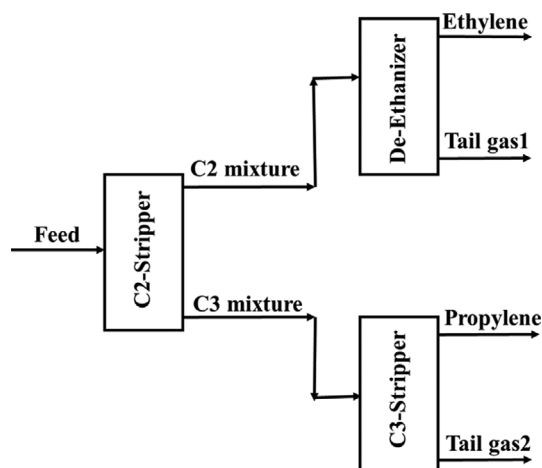 Ethylene
De-Ethanizer
Tail gas1
C2 mixture
Feed
C2-Stripper
C3 mixture
Propylene
C3-Stripper
Tail gas2